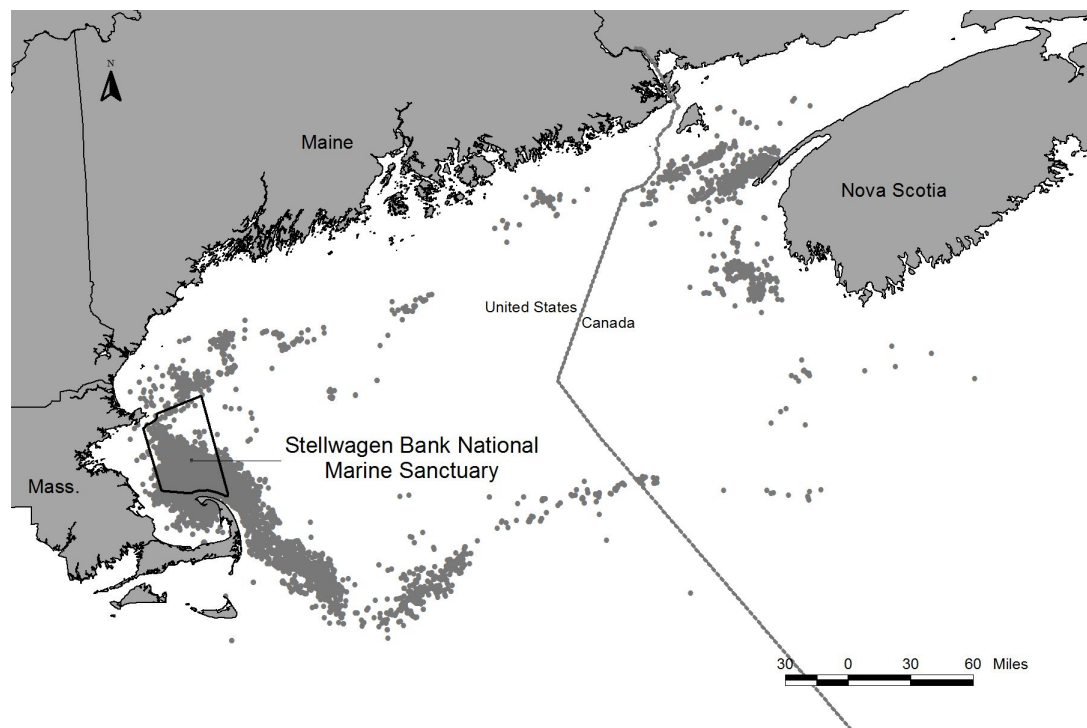 N
Maine
Nova Scotia
United States
Canada
Stellwagen Bank National
Marine Sanctuary
Mass.
30 0 30 60 Miles